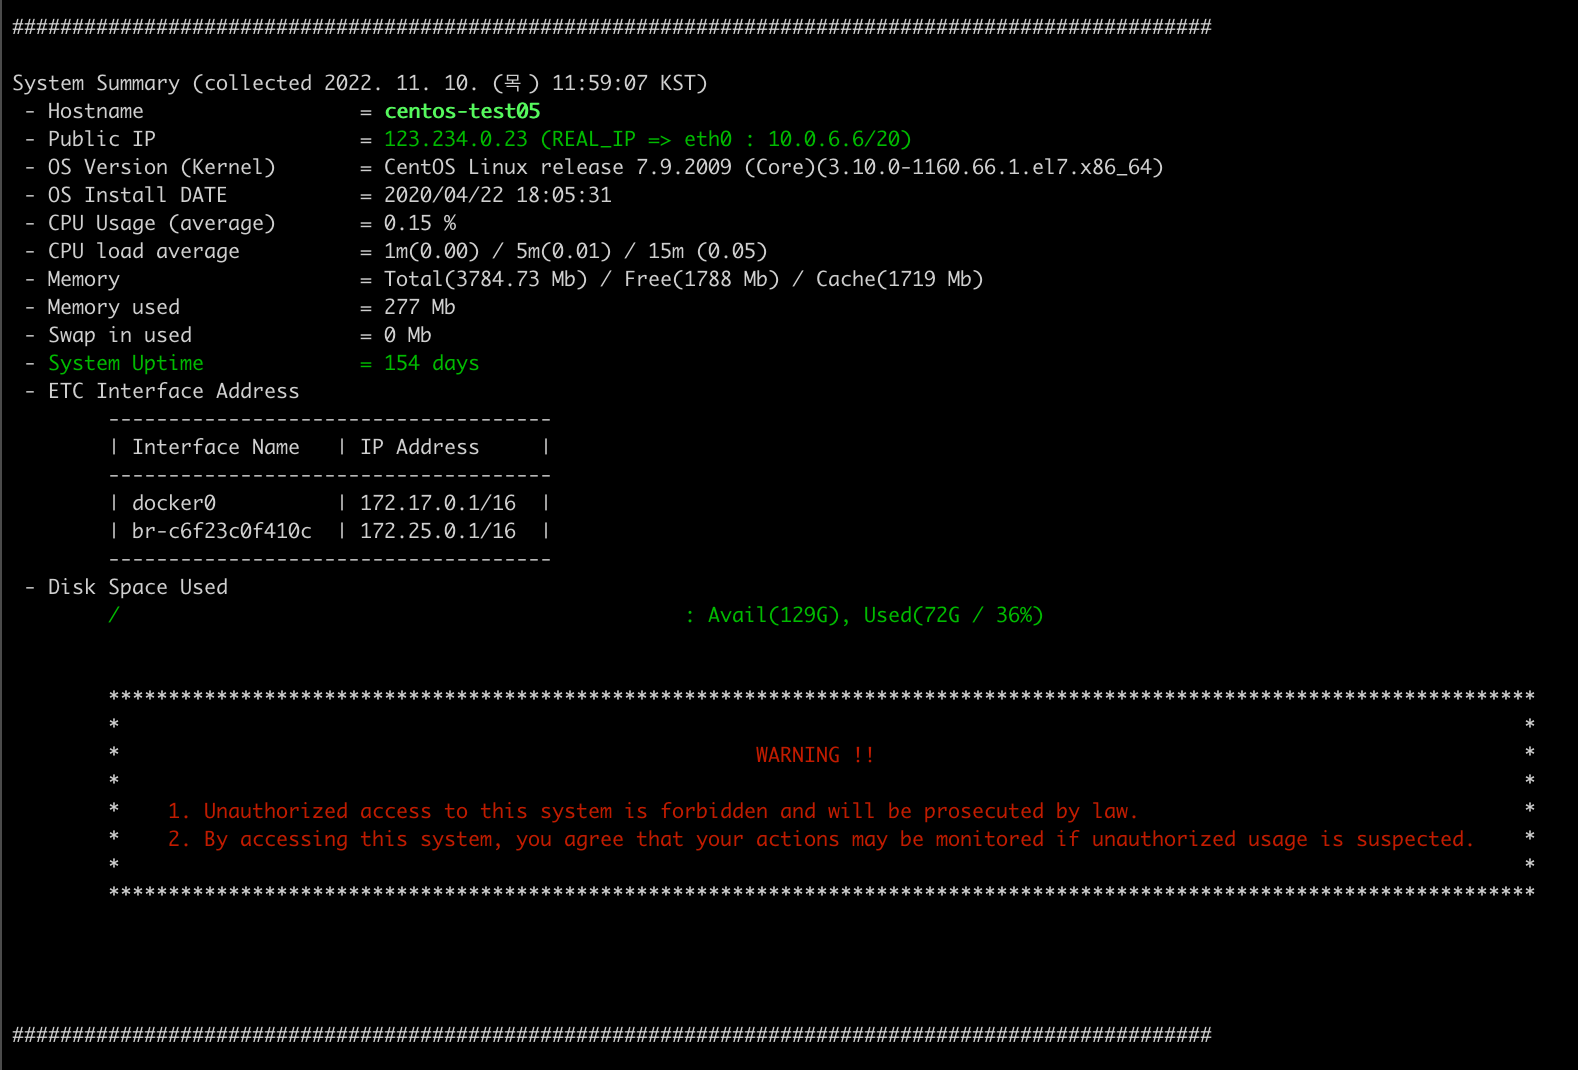 ####################################################################################################
System Summary (collected 2022. 11. 10. (목) 11:59:07 KST)
- Hostname = centos-test05
- Public IP = 123.234.0.23 (REAL_IP => eth0 : 10.0.6.6/20)
- OS Version (Kernel) = CentOS Linux release 7.9.2009 (Core)(3.10.0-1160.66.1.el7.x86_64)
- OS Install DATE = 2020/04/22 18:05:31
- CPU Usage (average) = 0.15 %
- CPU load average = 1m(0.00) / 5m(0.01) / 15m (0.05)
- Memory = Total(3784.73 Mb) / Free(1788 Mb) / Cache(1719 Mb)
- Memory used = 277 Mb
- Swap in used = 0 Mb
- System Uptime = 154 days
- ETC Interface Address
-------------------------------------
| Interface Name | IP Address |
-------------------------------------
| docker0 | 172.17.0.1/16 |
| br-c6f23c0f410c | 172.25.0.1/16 |
-------------------------------------
- Disk Space Used
/ : Avail(129G), Used(72G / 36%)
***********************************************************************************************************************
* *
* WARNING !! *
* *
* 1. Unauthorized access to this system is forbidden and will be prosecuted by law. *
* 2. By accessing this system, you agree that your actions may be monitored if unauthorized usage is suspected. *
* *
***********************************************************************************************************************
####################################################################################################